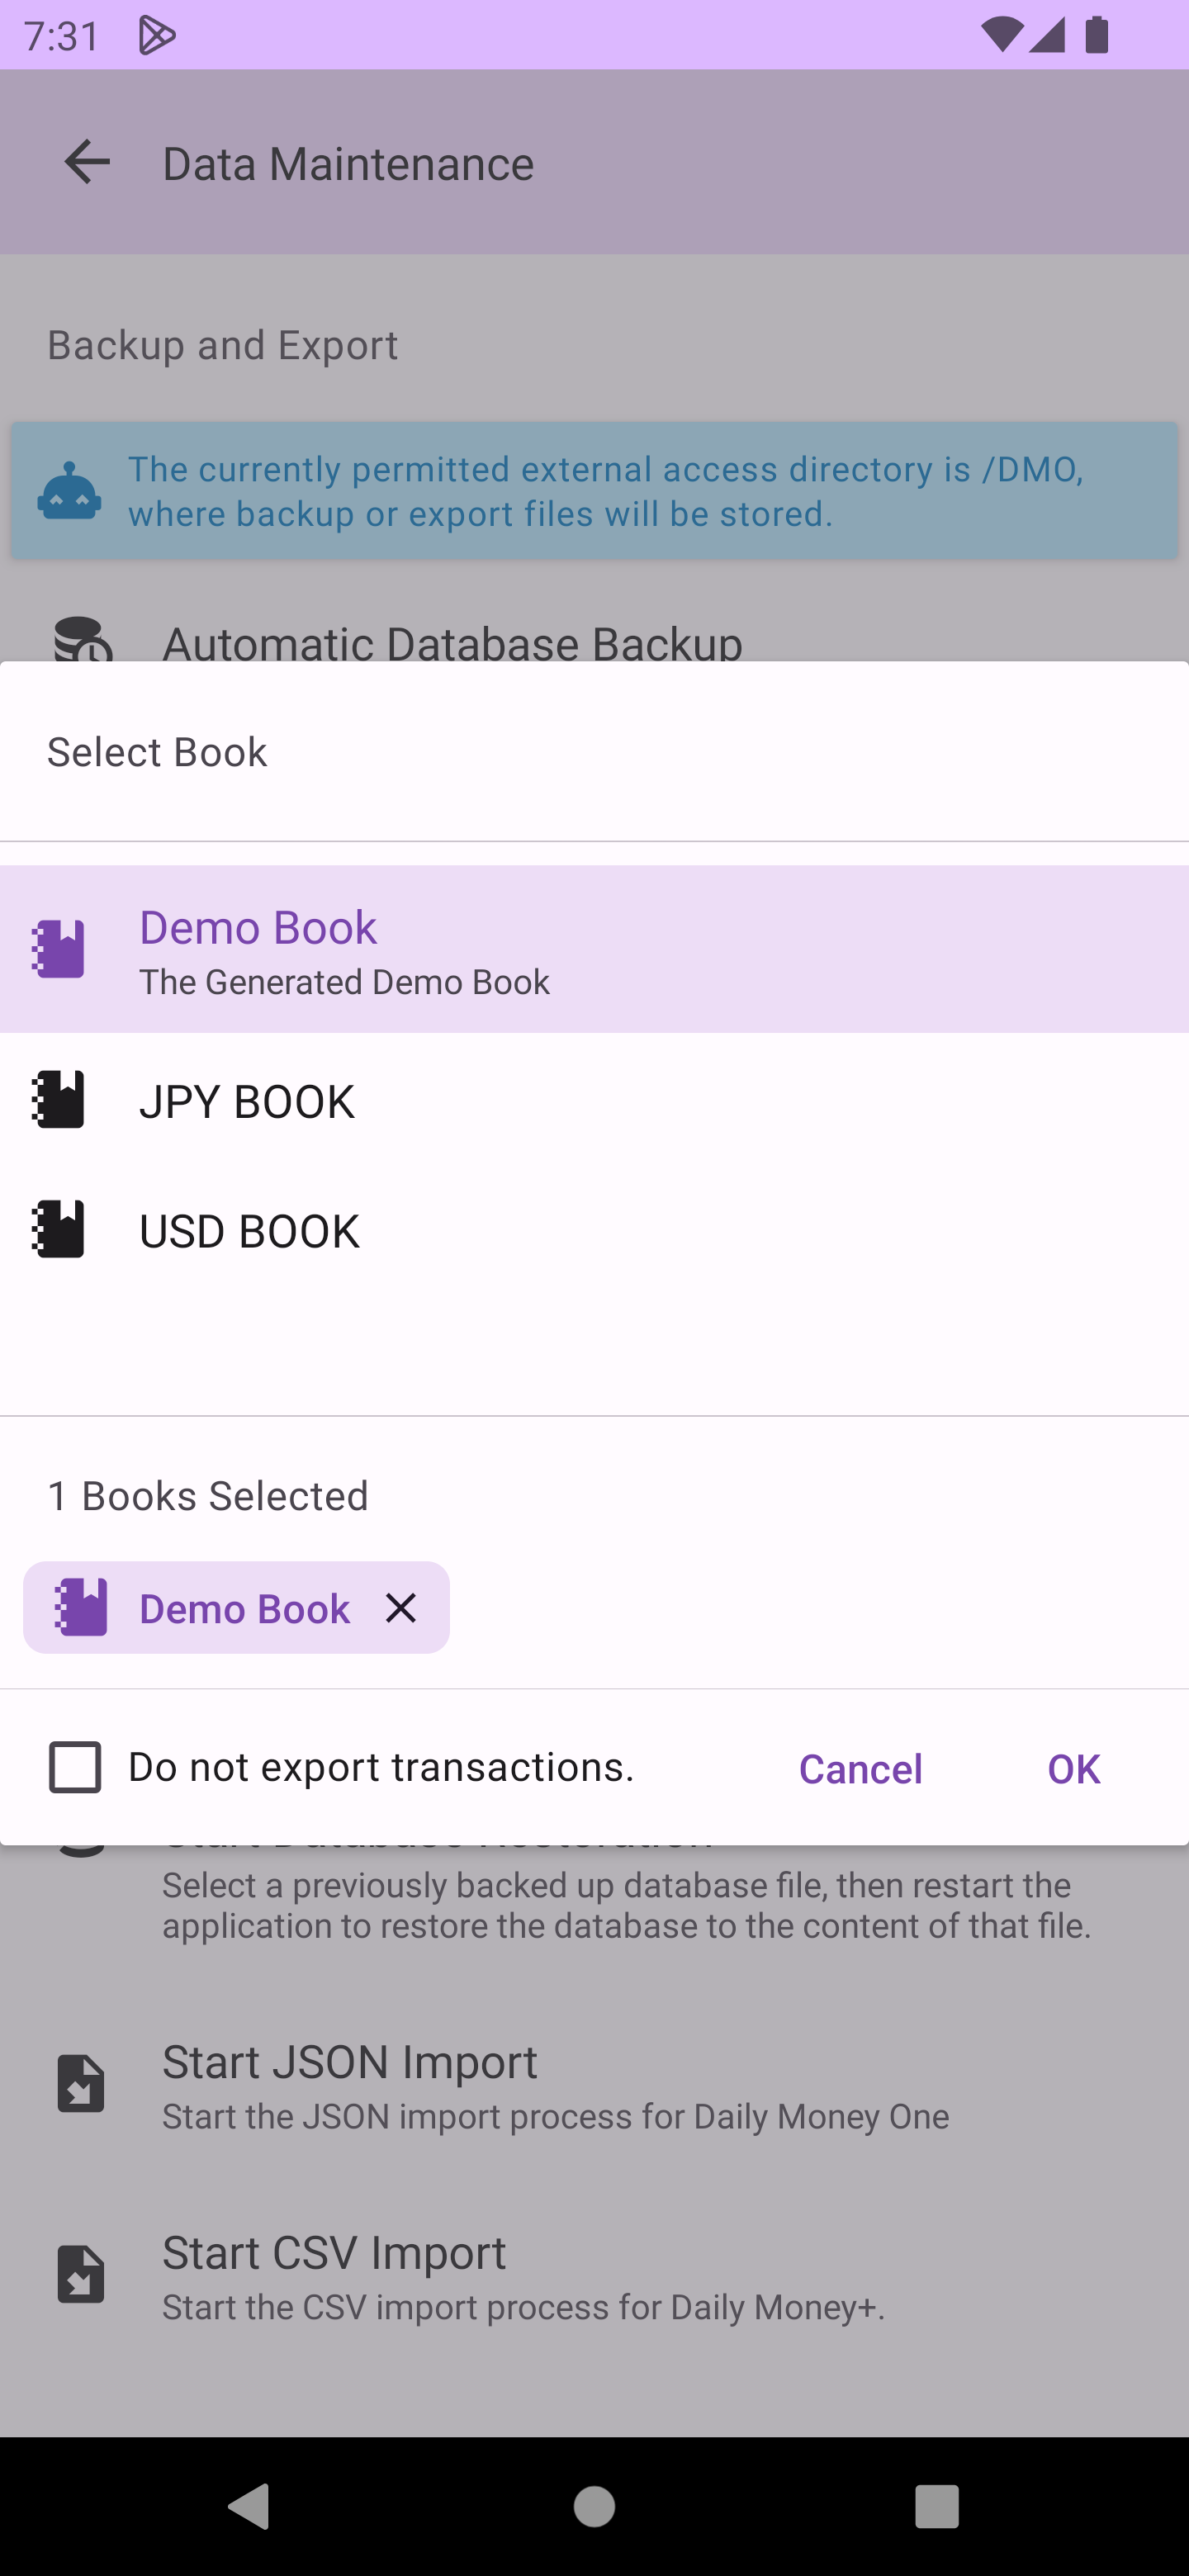 7:31
Data Maintenance
Backup and Export
The currently permitted external access directory is /DMO,
where backup or export files will be stored.
Automatic Database Backup
Select Book
Demo Book
The Generated Demo Book
JPY BOOK
USD BOOK
1 Books Selected
Demo Book
Do not export transactions.
Cancel
OK
Start Database Restoration
Select a previously backed up database file, then restart the
application to restore the database to the content of that file.
Start JSON Import
Start the JSON import process for Daily Money One
Start CSV Import
Start the CSV import process for Daily Money+.